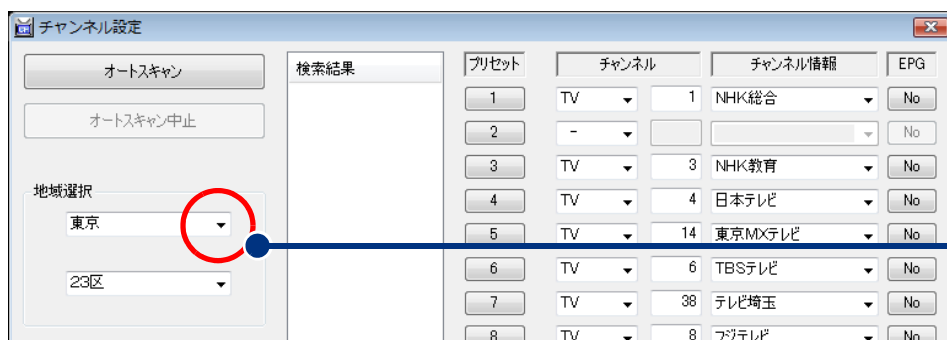 チャンネル設定
オートスキャン
オートスキャン中止
地域選択
東京
23区
検索結果
プリセット チャンネル チャンネル情報 EPG
1 TV 1 NHK総合 No
2 - No
3 TV 3 NHK教育 No
4 TV 4 日本テレビ No
5 TV 14 東京MXテレビ No
6 TV 6 TBSテレビ No
7 TV 38 テレビ埼玉 No
8 TV 8 フジテレビ No